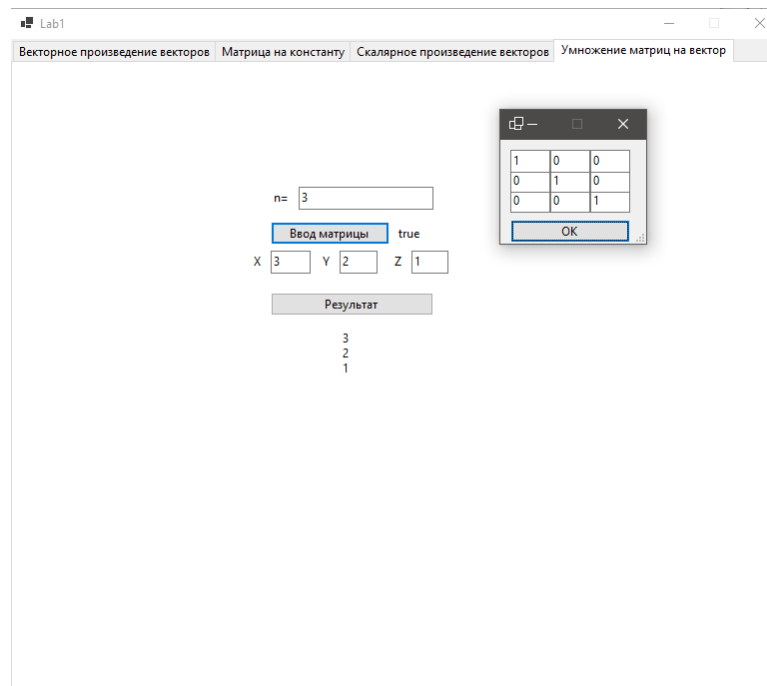 Lab1
Векторное произведение векторов Матрица на константу Скалярное произведение векторов Умножение матриц на вектор
1 0 0
0 1 0
0 0 1
OK
n= 3
Ввод матрицы true
X 3 Y 2 Z 1
Результат
3
2
1